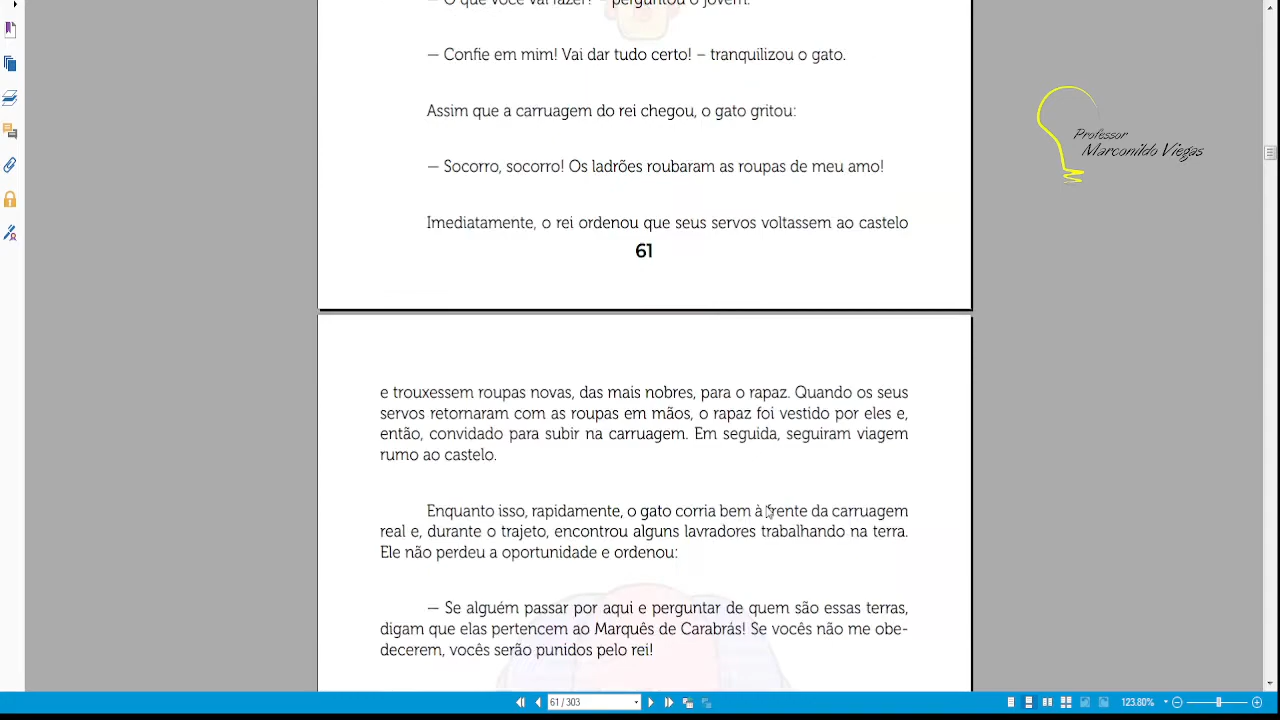 — O que você vai fazer? – perguntou o jovem.
— Confie em mim! Vai dar tudo certo! – tranquilizou o gato.
Assim que a carruagem do rei chegou, o gato gritou:
Professor
Marconildo Viegas
— Socorro, socorro! Os ladrões roubaram as roupas de meu amo!
Imediatamente, o rei ordenou que seus servos voltassem ao castelo
61
e trouxessem roupas novas, das mais nobres, para o rapaz. Quando os seus
servos retornaram com as roupas em mãos, o rapaz foi vestido por eles e,
então, convidado para subir na carruagem. Em seguida, seguiram viagem
rumo ao castelo.
Enquanto isso, rapidamente, o gato corria bem à frente da carruagem
real e, durante o trajeto, encontrou alguns lavradores trabalhando na terra.
Ele não perdeu a oportunidade e ordenou:
— Se alguém passar por aqui e perguntar de quem são essas terras,
digam que elas pertencem ao Marquês de Carabrás! Se vocês não me obe-
decerem, vocês serão punidos pelo rei!
61 / 303
123.80%